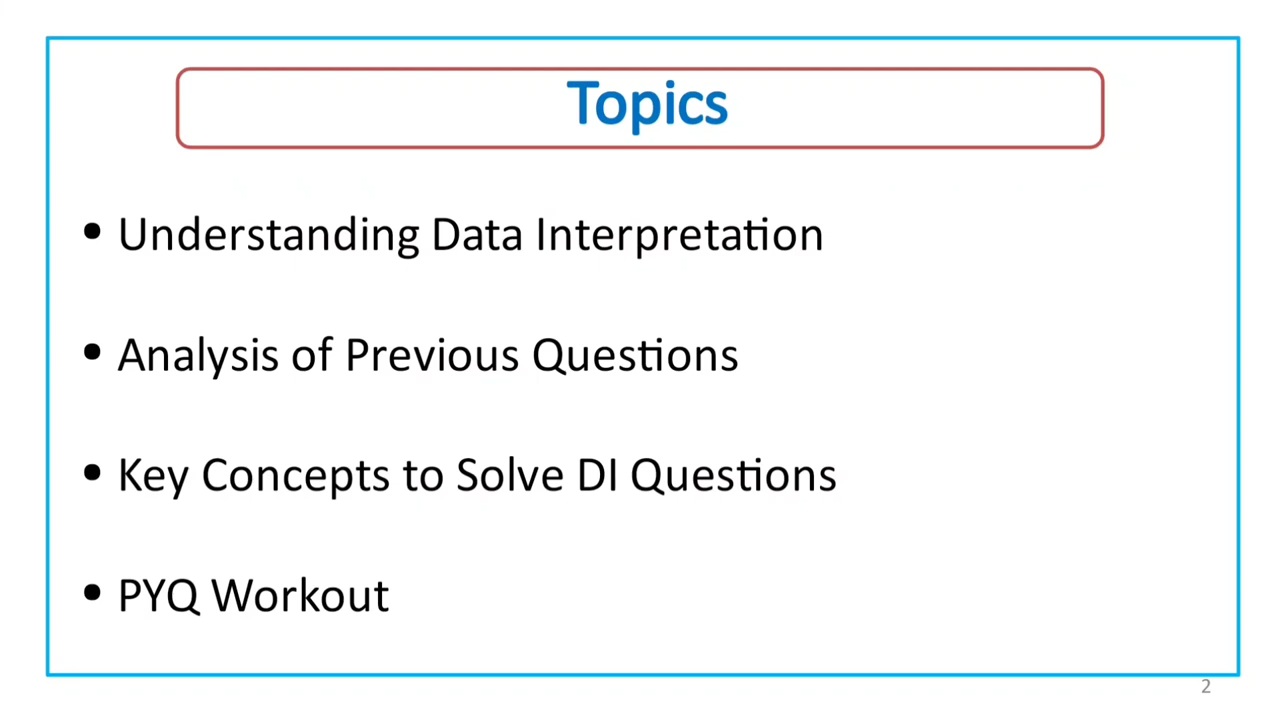 Topics
• Understanding Data Interpretation
• Analysis of Previous Questions
• Key Concepts to Solve DI Questions
• PYQ Workout
2